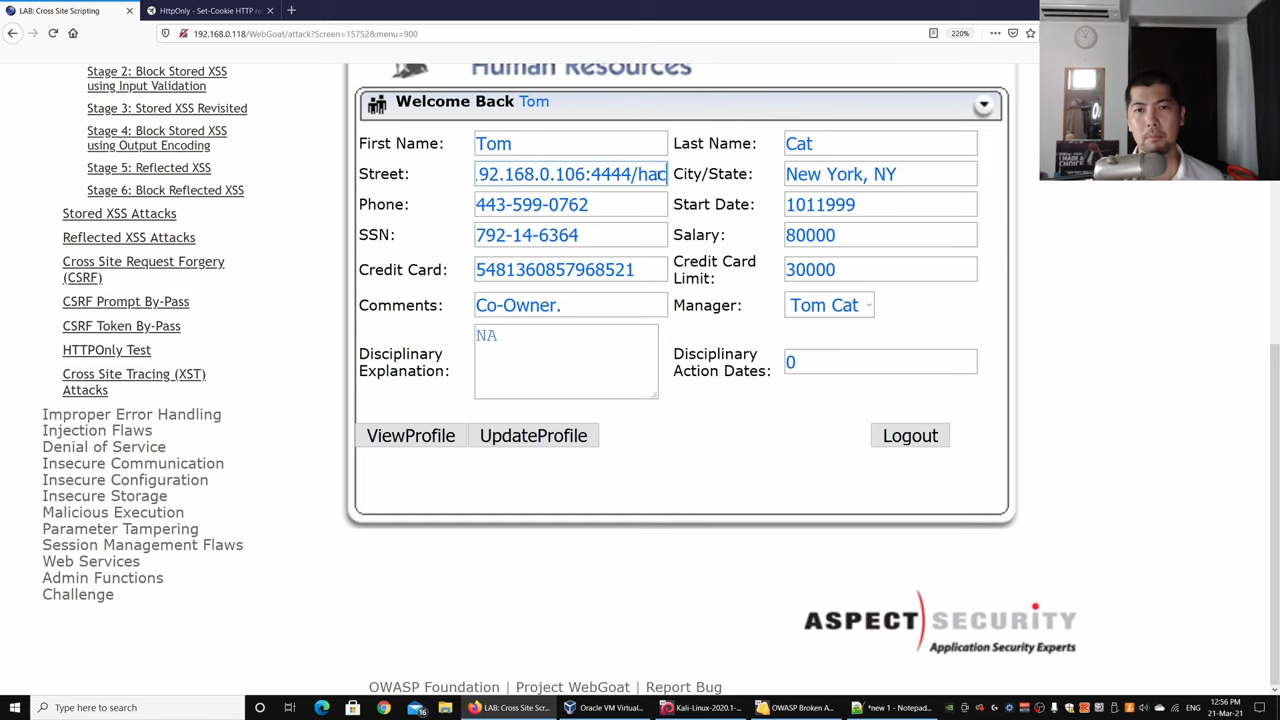 LAB: Cross Site Scripting
HttpOnly - Set-Cookie HTTP re
192.168.0.118/WebGoat/attack?Screen=15752&menu=900
220%
Stage 2: Block Stored XSS
using Input Validation
Stage 3: Stored XSS Revisited
Stage 4: Block Stored XSS
using Output Encoding
Stage 5: Reflected XSS
Stage 6: Block Reflected XSS
Stored XSS Attacks
Reflected XSS Attacks
Cross Site Request Forgery
(CSRF)
CSRF Prompt By-Pass
CSRF Token By-Pass
HTTPOnly Test
Cross Site Tracing (XST)
Attacks
Improper Error Handling
Injection Flaws
Denial of Service
Insecure Communication
Insecure Configuration
Insecure Storage
Malicious Execution
Parameter Tampering
Session Management Flaws
Web Services
Admin Functions
Challenge
Human Resources
Welcome Back Tom
First Name: Tom Last Name: Cat
Street: .92.168.0.106:4444/hac City/State: New York, NY
Phone: 443-599-0762 Start Date: 1011999
SSN: 792-14-6364 Salary: 80000
Credit Card: 5481360857968521 Credit Card
Limit: 30000
Comments: Co-Owner. Manager: Tom Cat
Disciplinary
Explanation: NA
Disciplinary
Action Dates: 0
ViewProfile UpdateProfile Logout
ASPECT SECURITY
Application Security Experts
OWASP Foundation | Project WebGoat | Report Bug
I MADE A
CHOICE
Type here to search
LAB: Cross Site Scr...
Oracle VM Virtual...
Kali-Linux-2020.1-...
OWASP Broken A...
*new 1 - Notepad...
16
ENG
12:56 PM
21-Mar-21